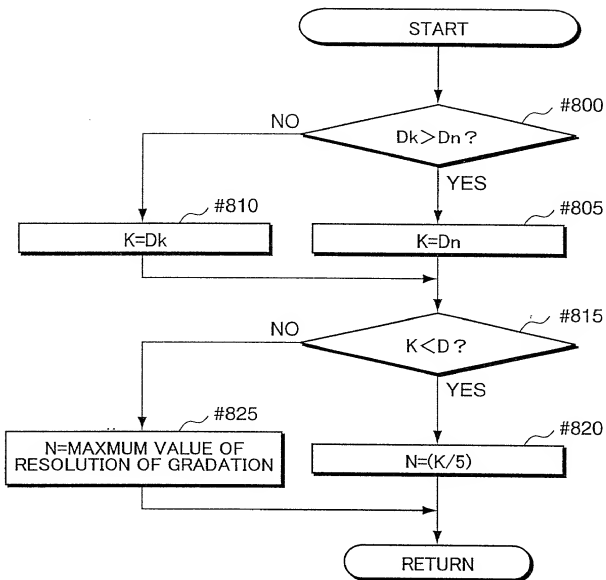 START
#800
NO
Dk>Dn?
YES
#810
#805
K=Dk
K=Dn
#815
NO
K<D?
YES
#825
#820
N=MAXMUM VALUE OF
RESOLUTION OF GRADATION
N=(K/5)
RETURN